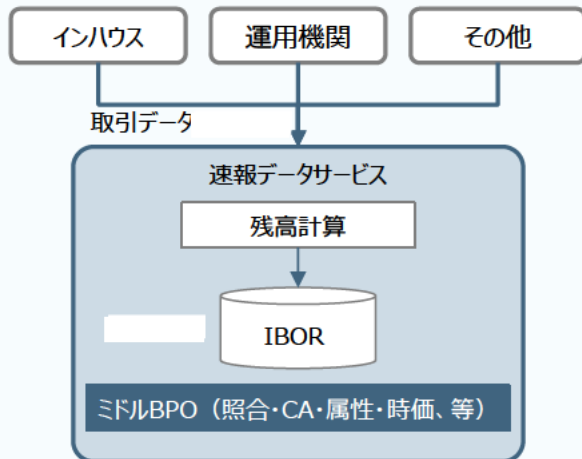 インハウス
運用機関
その他
取引データ
速報データサービス
残高計算
IBOR
ミドルBPO（照合・CA・属性・時価、等）